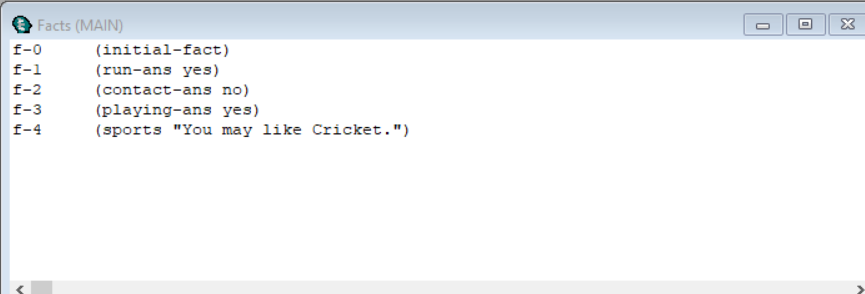 Facts (MAIN)
f-0 (initial-fact)
f-1 (run-ans yes)
f-2 (contact-ans no)
f-3 (playing-ans yes)
f-4 (sports "You may like Cricket.")